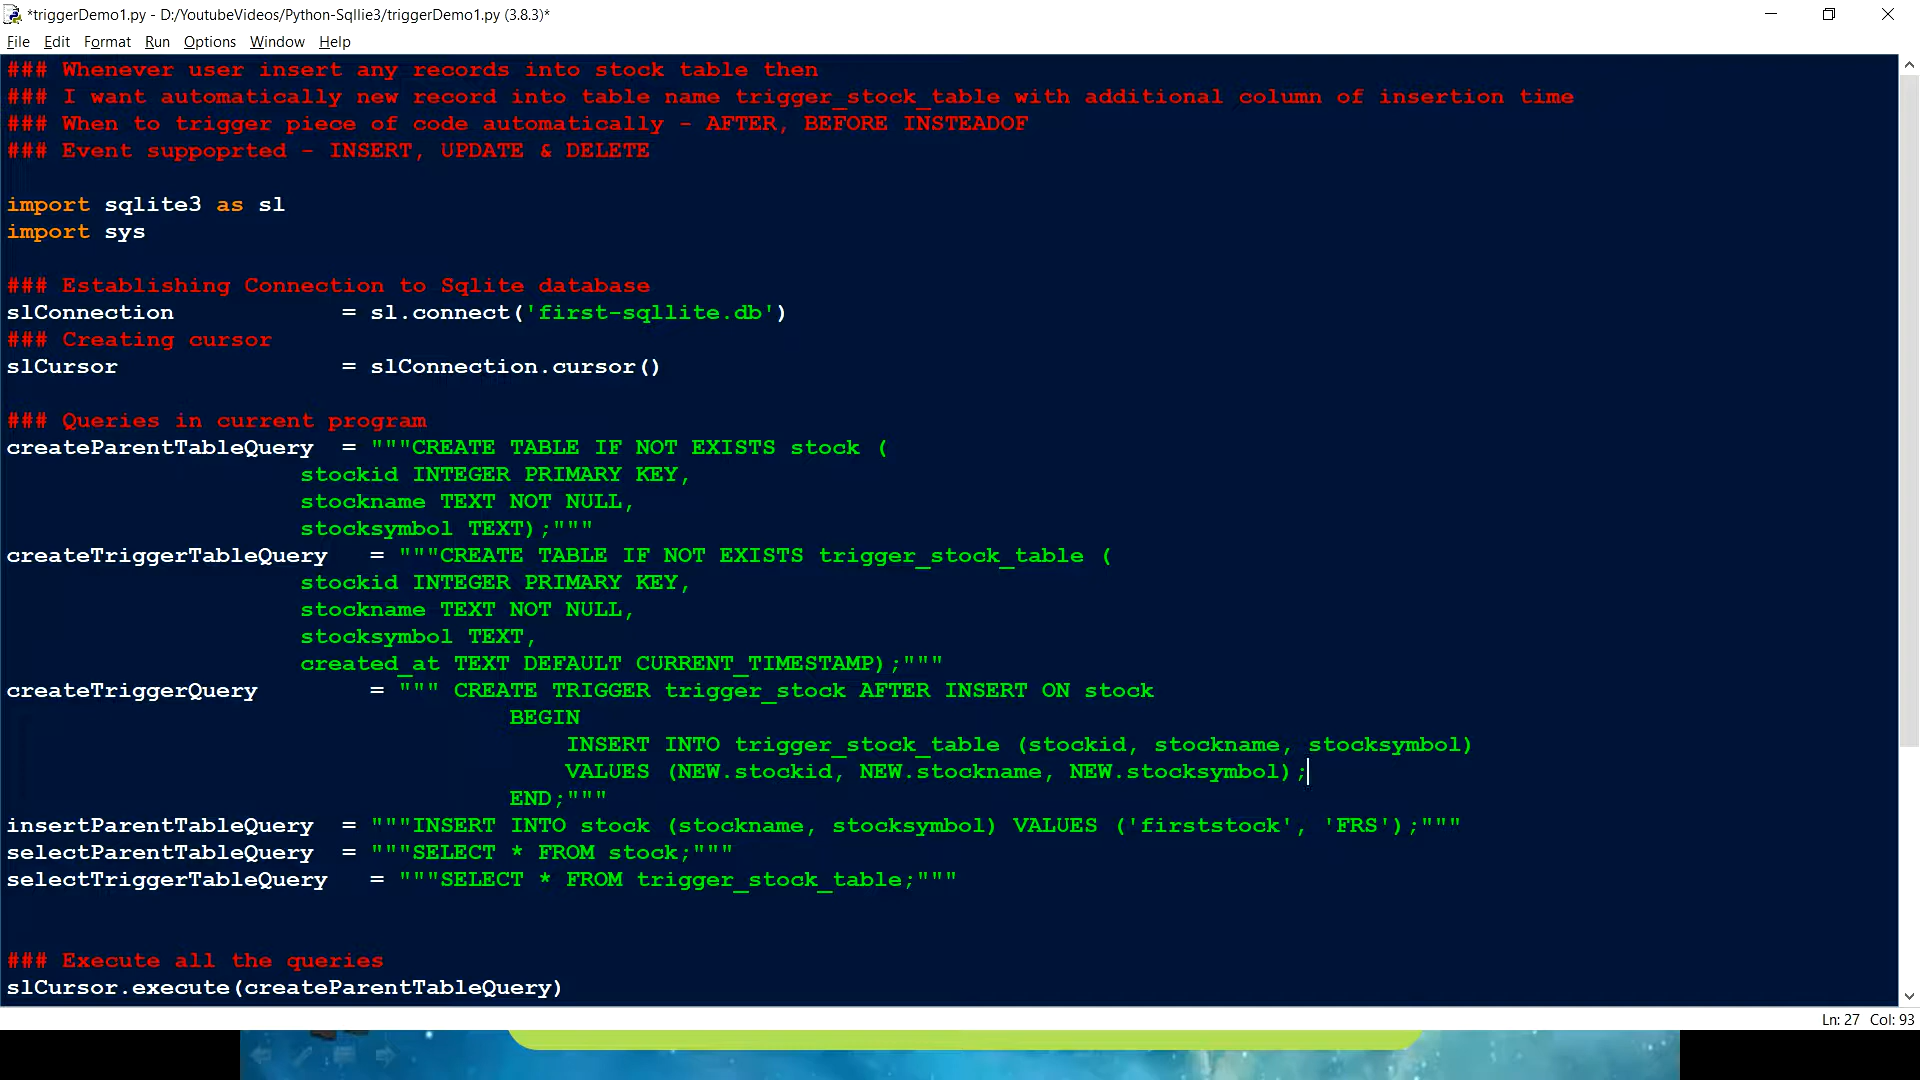 *triggerDemo1.py - D:/YoutubeVideos/Python-Sqllie3/triggerDemo1.py (3.8.3)*
File Edit Format Run Options Window Help
### Whenever user insert any records into stock table then
### I want automatically new record into table name trigger_stock_table with additional column of insertion time
### When to trigger piece of code automatically - AFTER, BEFORE INSTEADOF
### Event suppoprted - INSERT, UPDATE & DELETE
import sqlite3 as sl
import sys
### Establishing Connection to Sqlite database
slConnection = sl.connect('first-sqllite.db')
### Creating cursor
slCursor = slConnection.cursor()
### Queries in current program
createParentTableQuery = """CREATE TABLE IF NOT EXISTS stock (
stockid INTEGER PRIMARY KEY,
stockname TEXT NOT NULL,
stocksymbol TEXT);"""
createTriggerTableQuery = """CREATE TABLE IF NOT EXISTS trigger_stock_table (
stockid INTEGER PRIMARY KEY,
stockname TEXT NOT NULL,
stocksymbol TEXT,
created_at TEXT DEFAULT CURRENT_TIMESTAMP);"""
createTriggerQuery = """ CREATE TRIGGER trigger_stock AFTER INSERT ON stock
BEGIN
INSERT INTO trigger_stock_table (stockid, stockname, stocksymbol)
VALUES (NEW.stockid, NEW.stockname, NEW.stocksymbol);
END;"""
insertParentTableQuery = """INSERT INTO stock (stockname, stocksymbol) VALUES ('firststock', 'FRS');"""
selectParentTableQuery = """SELECT * FROM stock;"""
selectTriggerTableQuery = """SELECT * FROM trigger_stock_table;"""
### Execute all the queries
slCursor.execute(createParentTableQuery)
Ln: 27 Col: 93